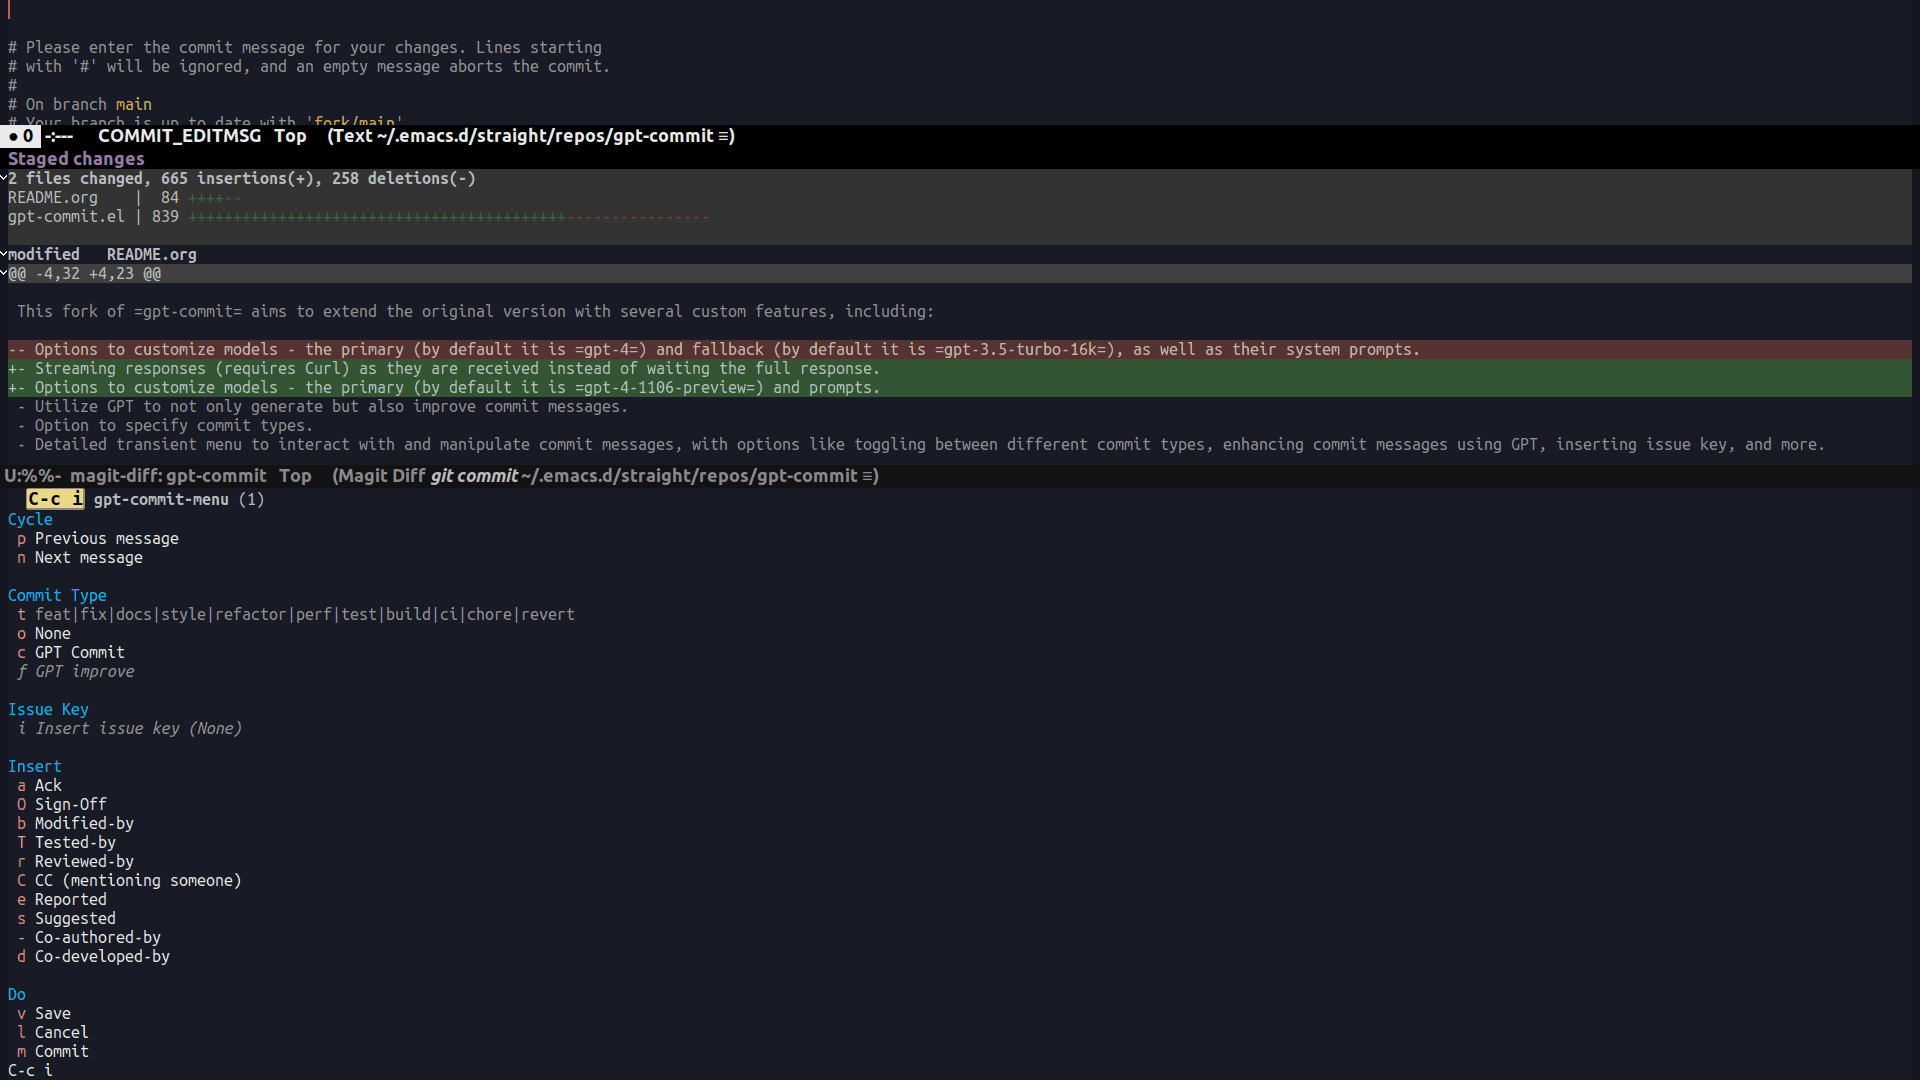 # Please enter the commit message for your changes. Lines starting
# with '#' will be ignored, and an empty message aborts the commit.
#
# On branch main
# Your branch is up to date with 'fork/main'
● 0 -:--- COMMIT_EDITMSG Top (Text ~/.emacs.d/straight/repos/gpt-commit ≡)
Staged changes
2 files changed, 665 insertions(+), 258 deletions(-)
README.org    |  84 ++++--
gpt-commit.el | 839 ++++++++++++++++++++++++++++++++++++++++++----------------
modified   README.org
@@ -4,32 +4,23 @@
This fork of =gpt-commit= aims to extend the original version with several custom features, including:
-- Options to customize models - the primary (by default it is =gpt-4=) and fallback (by default it is =gpt-3.5-turbo-16k=), as well as their system prompts.
+- Streaming responses (requires Curl) as they are received instead of waiting the full response.
+- Options to customize models - the primary (by default it is =gpt-4-1106-preview=) and prompts.
- Utilize GPT to not only generate but also improve commit messages.
- Option to specify commit types.
- Detailed transient menu to interact with and manipulate commit messages, with options like toggling between different commit types, enhancing commit messages using GPT, inserting issue key, and more.
U:%%- magit-diff: gpt-commit Top (Magit Diff git commit ~/.emacs.d/straight/repos/gpt-commit ≡)
C-c i gpt-commit-menu (1)
Cycle
p Previous message
n Next message
Commit Type
t feat|fix|docs|style|refactor|perf|test|build|ci|chore|revert
o None
c GPT Commit
f GPT improve
Issue Key
i Insert issue key (None)
Insert
a Ack
O Sign-Off
b Modified-by
T Tested-by
r Reviewed-by
C CC (mentioning someone)
e Reported
s Suggested
- Co-authored-by
d Co-developed-by
Do
v Save
l Cancel
m Commit
C-c i